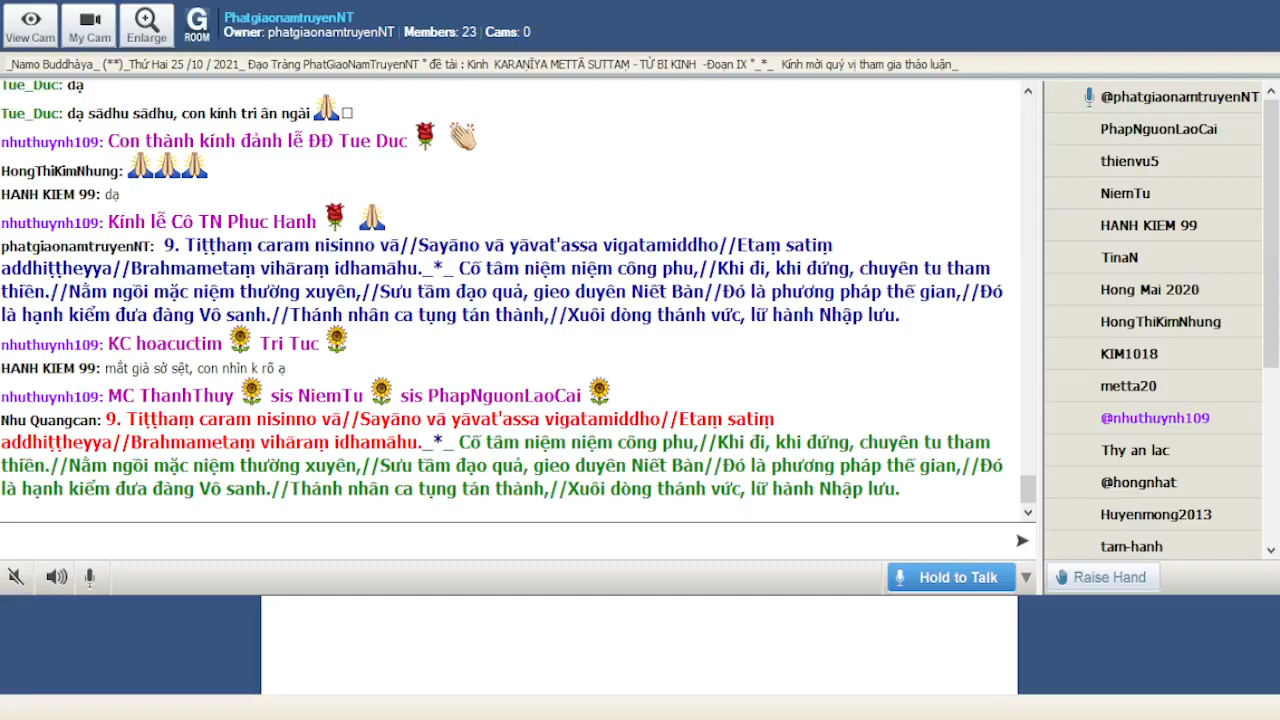 View Cam
My Cam
Enlarge
G
ROOM
PhatgiaonamtruyenNT
Owner: phatgiaonamtruyenNT | Members: 23 | Cams: 0
_Namo Buddhàya_ (**)_Thứ Hai 25 /10 / 2021_ Đạo Tràng PhatGiaoNamTruyenNT " đề tài : Kinh KARAṆĪYA METTĀ SUTTAṂ - TỪ BI KINH -Đoạn IX "_*_ Kính mời quý vị tham gia thảo luận_
Tue_Duc: dạ
Tue_Duc: dạ sādhu sādhu, con kính tri ân ngài 🙏□
nhuthuynh109: Con thành kính đảnh lễ ĐĐ Tue Duc 🌹 👏
HongThiKimNhung: 🙏🙏🙏
HANH KIEM 99: dạ
nhuthuynh109: Kính lễ Cô TN Phuc Hanh 🌹 🙏
phatgiaonamtruyenNT: 9. Tiṭṭhaṃ caram nisinno vā//Sayāno vā yāvat'assa vigatamiddho//Etaṃ satiṃ
addhiṭṭheyya//Brahmametaṃ vihāraṃ idhamāhu._*_ Cố tâm niệm niệm công phu,//Khi đi, khi đứng, chuyên tu tham
thiền.//Nằm ngồi mặc niệm thường xuyên,//Sưu tầm đạo quả, gieo duyên Niết Bàn//Đó là phương pháp thế gian,//Đó
là hạnh kiểm đưa đàng Vô sanh.//Thánh nhân ca tụng tán thành,//Xuôi dòng thánh vức, lữ hành Nhập lưu.
nhuthuynh109: KC hoacuctim 🌻 Tri Tuc 🌻
HANH KIEM 99: mắt già sờ sệt, con nhìn k rõ ạ
nhuthuynh109: MC ThanhThuy 🌻 sis NiemTu 🌻 sis PhapNguonLaoCai 🌻
Nhu Quangcan: 9. Tiṭṭhaṃ caram nisinno vā//Sayāno vā yāvat'assa vigatamiddho//Etaṃ satiṃ
addhiṭṭheyya//Brahmametaṃ vihāraṃ idhamāhu._*_ Cố tâm niệm niệm công phu,//Khi đi, khi đứng, chuyên tu tham
thiền.//Nằm ngồi mặc niệm thường xuyên,//Sưu tầm đạo quả, gieo duyên Niết Bàn//Đó là phương pháp thế gian,//Đó
là hạnh kiểm đưa đàng Vô sanh.//Thánh nhân ca tụng tán thành,//Xuôi dòng thánh vức, lữ hành Nhập lưu.
Hold to Talk
@phatgiaonamtruyenNT
PhapNguonLaoCai
thienvu5
NiemTu
HANH KIEM 99
TinaN
Hong Mai 2020
HongThiKimNhung
KIM1018
metta20
@nhuthuynh109
Thy an lac
@hongnhat
Huyenmong2013
tam-hanh
Raise Hand